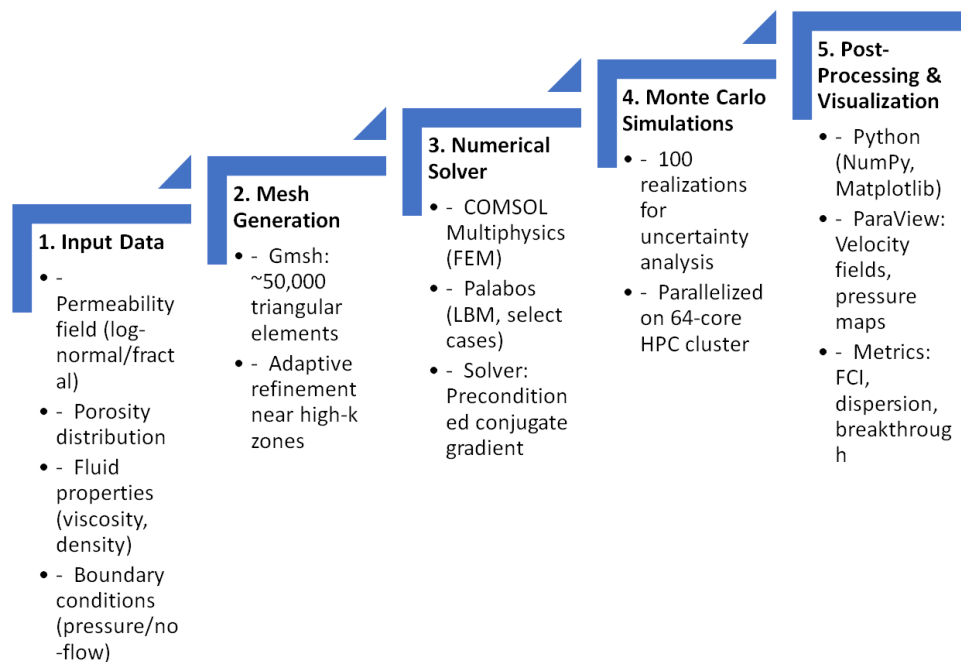 1. Input Data
• -
Permeability
field (log-
normal/fract
al)
• - Porosity
distribution
• - Fluid
properties
(viscosity,
density)
• - Boundary
conditions
(pressure/no
-flow)
2. Mesh
Generation
• - Gmsh:
~50,000
triangular
elements
• - Adaptive
refinement
near high-k
zones
3. Numerical
Solver
• - COMSOL
Multiphysics
(FEM)
• - Palabos
(LBM, select
cases)
• - Solver:
Precondition
ed conjugate
gradient
4. Monte Carlo
Simulations
• - 100
realizations
for
uncertainty
analysis
• - Parallelized
on 64-core
HPC cluster
5. Post-
Processing &
Visualization
• - Python
(NumPy,
Matplotlib)
• - ParaView:
Velocity
fields,
pressure
maps
• - Metrics:
FCI,
dispersion,
breakthroug
h